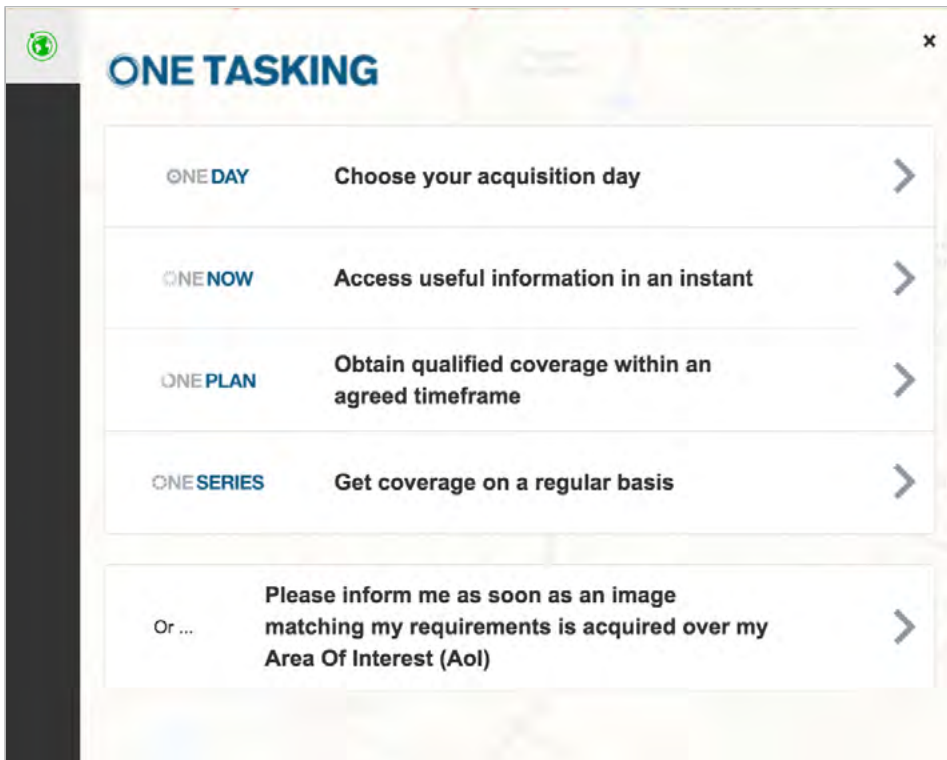 ×
ONE TASKING
ONE DAY
Choose your acquisition day
ONE NOW
Access useful information in an instant
ONE PLAN
Obtain qualified coverage within an
agreed timeframe
ONE SERIES
Get coverage on a regular basis
Or ...
Please inform me as soon as an image
matching my requirements is acquired over my
Area Of Interest (AoI)